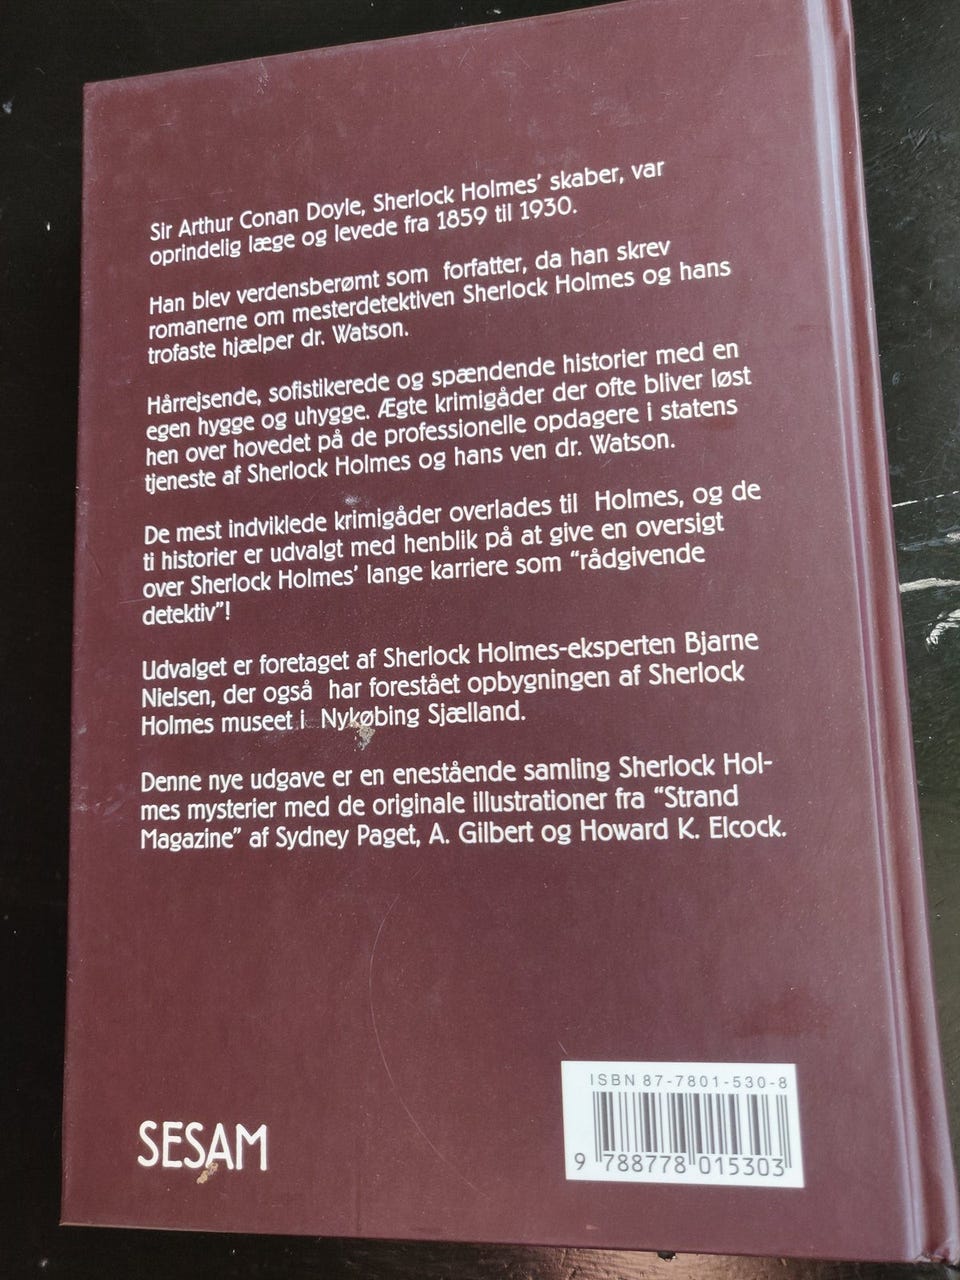 Sir Arthur Conan Doyle, Sherlock Holmes’ skaber, var
oprindelig læge og levede fra 1859 til 1930.
Han blev verdensberømt som forfatter, da han skrev
romanerne om mesterdetektiven Sherlock Holmes og hans
trofaste hjælper dr. Watson.
Hårrejsende, sofistikerede og spændende historier med en
egen hygge og uhygge. Ægte krimigåder der ofte bliver løst
hen over hovedet på de professionelle opdagere i statens
tjeneste af Sherlock Holmes og hans ven dr. Watson.
De mest indviklede krimigåder overlades til Holmes, og de
ti historier er udvalgt med henblik på at give en oversigt
over Sherlock Holmes’ lange karriere som “rådgivende
detektiv”!
Udvalget er foretaget af Sherlock Holmes-eksperten Bjarne
Nielsen, der også har forestået opbygningen af Sherlock
Holmes museet i Nykøbing Sjælland.
Denne nye udgave er en enestående samling Sherlock Hol-
mes mysterier med de originale illustrationer fra “Strand
Magazine” af Sydney Paget, A. Gilbert og Howard K. Elcock.
SESAM
ISBN 87-7801-530-8
9 788778 015303